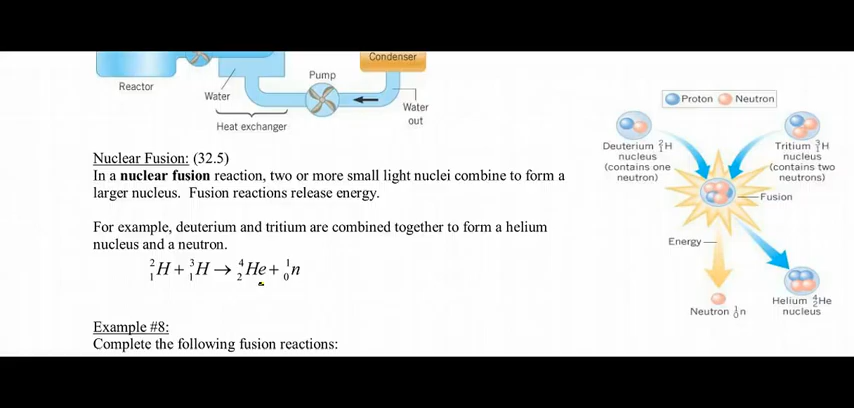 Condenser
Reactor
Pump
Water
Water
out
Heat exchanger
Nuclear Fusion: (32.5)
In a nuclear fusion reaction, two or more small light nuclei combine to form a
larger nucleus. Fusion reactions release energy.
For example, deuterium and tritium are combined together to form a helium
nucleus and a neutron.
²₁H + ³₁H → ⁴₂He + ¹₀n
Example #8:
Complete the following fusion reactions:
Proton Neutron
Deuterium ²₁H
nucleus
(contains one
neutron)
Tritium ³₁H
nucleus
(contains two
neutrons)
Fusion
Energy
Neutron ¹₀n
Helium ⁴₂He
nucleus